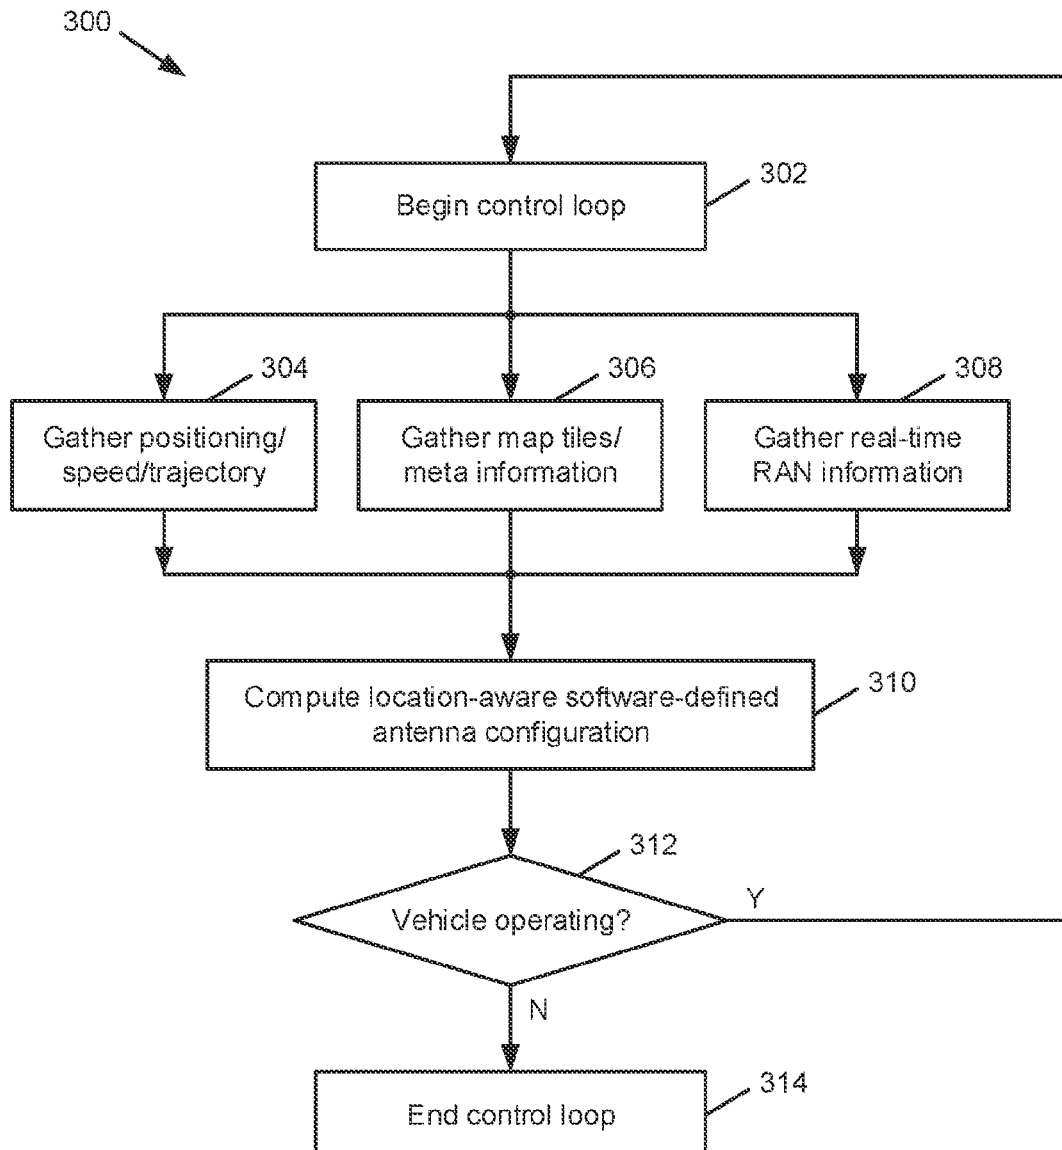 300
302
Begin control loop
304
306
308
Gather positioning/
speed/trajectory
Gather map tiles/
meta information
Gather real-time
RAN information
310
Compute location-aware software-defined
antenna configuration
312
Vehicle operating?
Y
N
314
End control loop